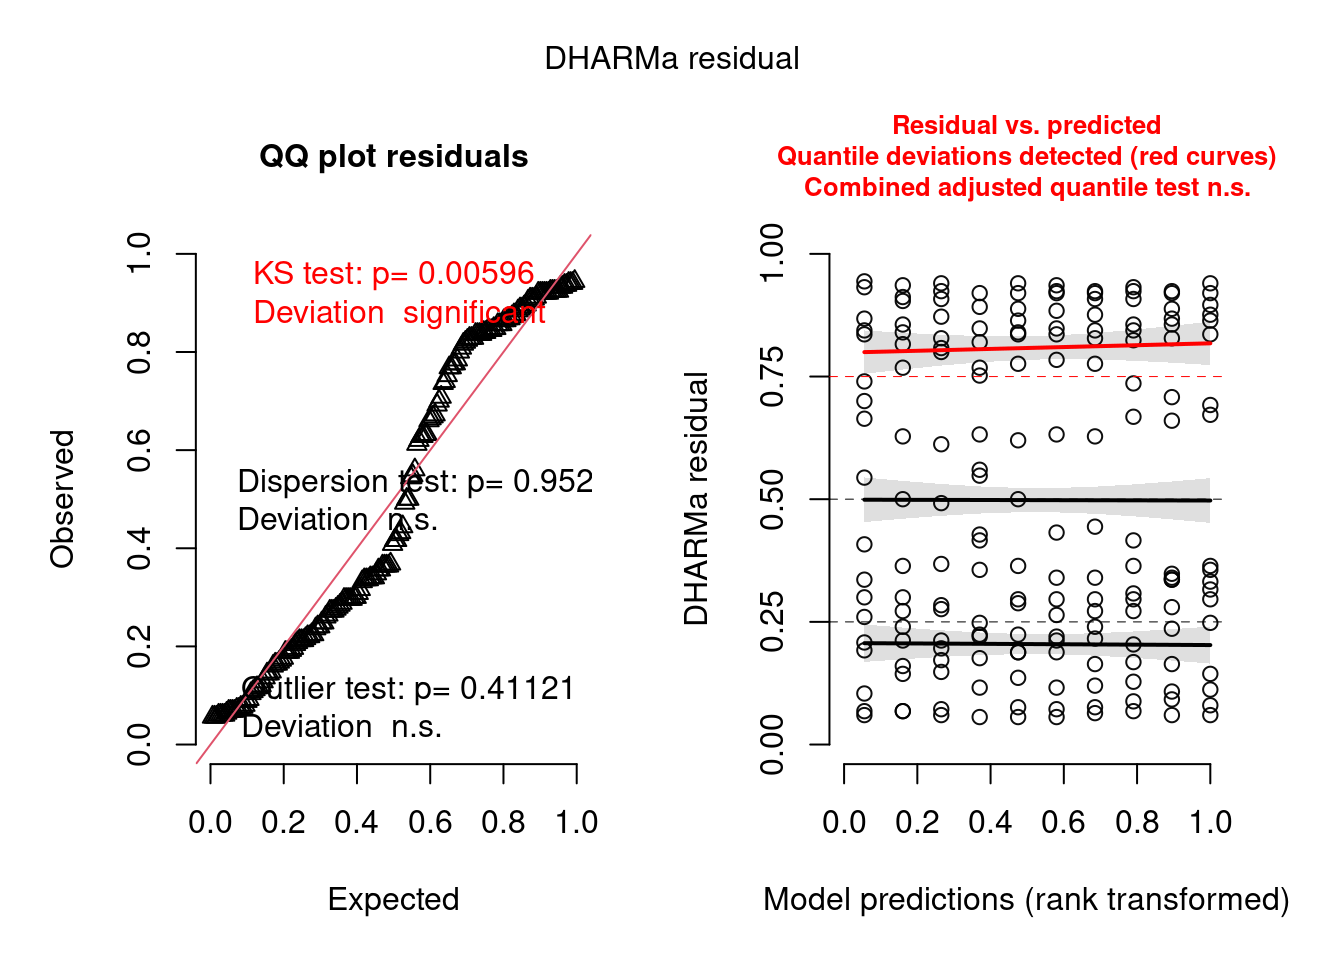 DHARMa residual
QQ plot residuals
KS test: p= 0.00596
Deviation  significant
Dispersion test: p= 0.952
Deviation  n.s.
Outlier test: p= 0.41121
Deviation  n.s.
Observed
0.0 0.2 0.4 0.6 0.8 1.0
0.0 0.2 0.4 0.6 0.8 1.0
Expected
Residual vs. predicted
Quantile deviations detected (red curves)
Combined adjusted quantile test n.s.
DHARMa residual
0.00 0.25 0.50 0.75 1.00
0.0 0.2 0.4 0.6 0.8 1.0
Model predictions (rank transformed)